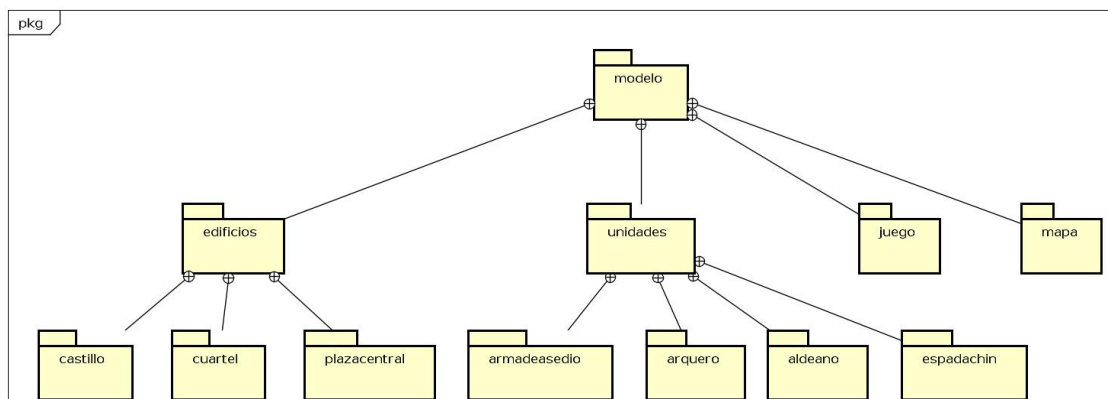 pkg
modelo
edificios
unidades
juego
mapa
castillo
cuartel
plazacentral
armadeasedio
arquero
aldeano
espadachin